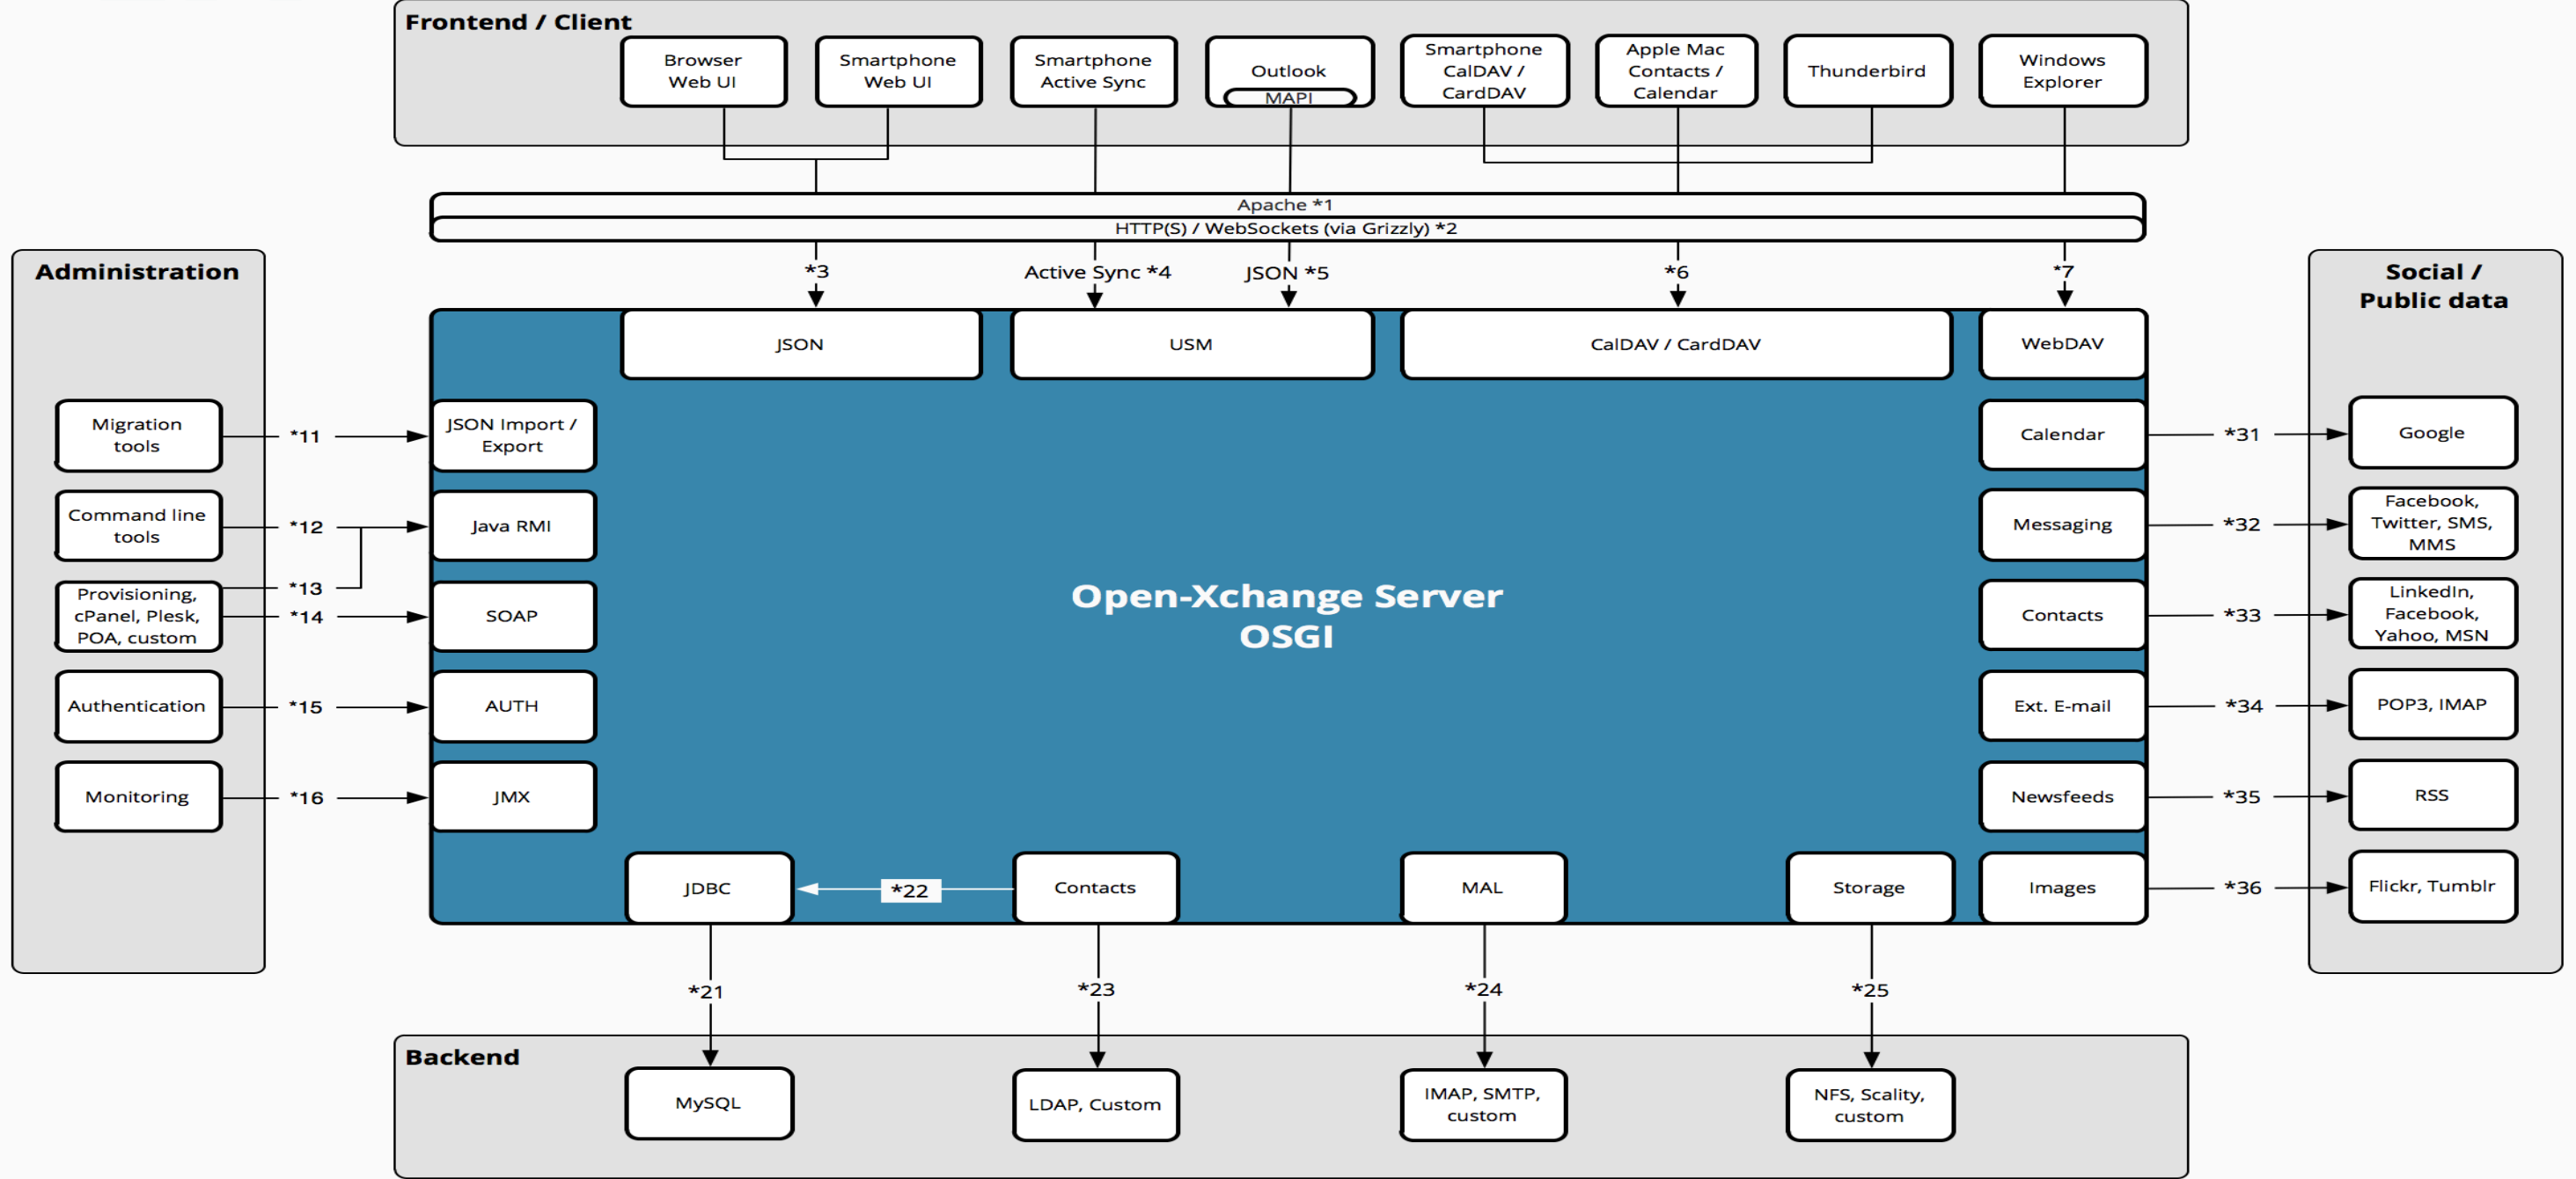 Frontend / Client
Browser
Web UI
Smartphone
Web UI
Smartphone
Active Sync
Outlook
MAPI
Smartphone
CalDAV /
CardDAV
Apple Mac
Contacts /
Calendar
Thunderbird
Windows
Explorer
Apache *1
HTTP(S) / WebSockets (via Grizzly) *2
*3
Active Sync *4
JSON *5
*6
*7
Administration
Migration
tools
Command line
tools
Provisioning,
cPanel, Plesk,
POA, custom
Authentication
Monitoring
*11
*12
*13
*14
*15
*16
JSON
USM
CalDAV / CardDAV
WebDAV
JSON Import /
Export
Java RMI
SOAP
AUTH
JMX
Open-Xchange Server
OSGI
Calendar
Messaging
Contacts
Ext. E-mail
Newsfeeds
Images
JDBC
*22
Contacts
MAL
Storage
*31
*32
*33
*34
*35
*36
Social /
Public data
Google
Facebook,
Twitter, SMS,
MMS
LinkedIn,
Facebook,
Yahoo, MSN
POP3, IMAP
RSS
Flickr, Tumblr
*21
*23
*24
*25
Backend
MySQL
LDAP, Custom
IMAP, SMTP,
custom
NFS, Scality,
custom